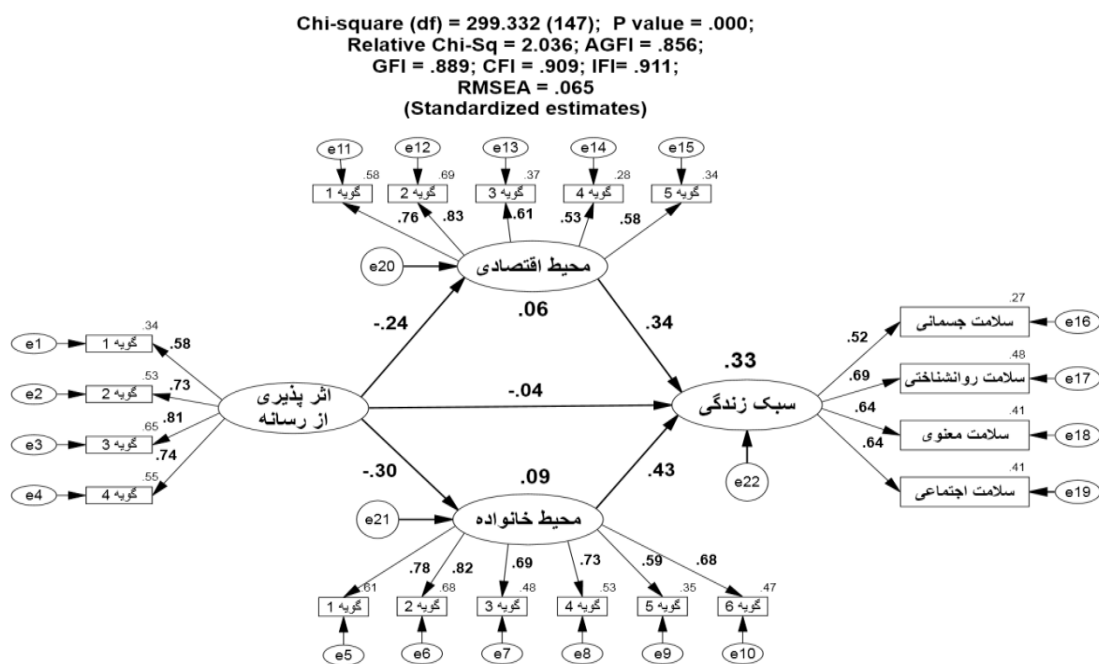 Chi-square (df) = 299.332 (147); P value = .000;
Relative Chi-Sq = 2.036; AGFI = .856;
GFI = .889; CFI = .909; IFI= .911;
RMSEA = .065
(Standardized estimates)
e11
e12
e13
e14
e15
.58
.69
.37
.28
.34
گویه 1
گویه 2
گویه 3
گویه 4
گویه 5
.76
.83
.61
.53
.58
e20
محیط اقتصادی
.06
-.24
.34
e1
e2
e3
e4
.34
.53
.65
.55
گویه 1
گویه 2
گویه 3
گویه 4
.58
.73
.81
.74
اثر پذیری
از رسانه
-.04
.33
سبک زندگی
e22
.52
.69
.64
.64
.27
سلامت جسمانی
e16
.48
سلامت روانشناختی
e17
.41
سلامت معنوی
e18
.41
سلامت اجتماعی
e19
-.30
.43
.09
e21
محیط خانواده
.78
.82
.69
.73
.59
.68
.61
.68
.48
.53
.35
.47
گویه 1
گویه 2
گویه 3
گویه 4
گویه 5
گویه 6
e5
e6
e7
e8
e9
e10